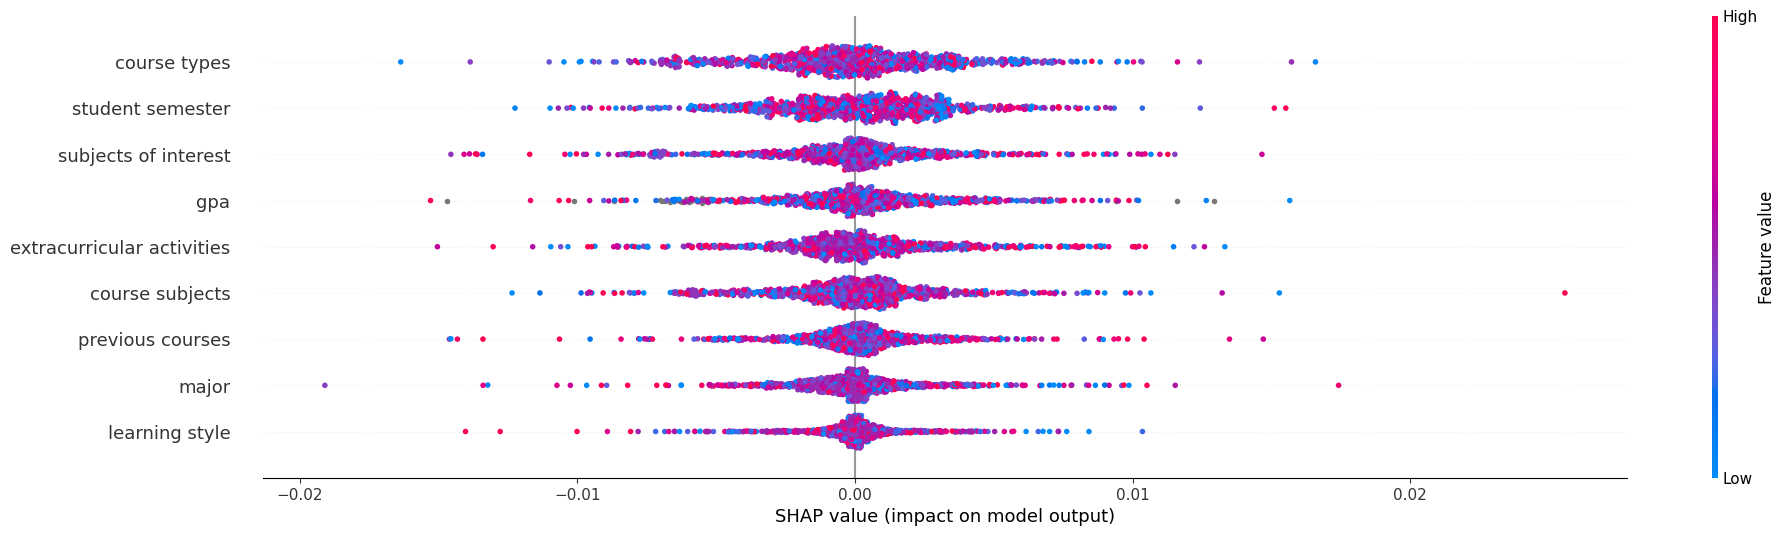 High
course types
student semester
subjects of interest
gpa
extracurricular activities
course subjects
previous courses
major
learning style
Feature value
Low
−0.02
−0.01
0.00
0.01
0.02
SHAP value (impact on model output)